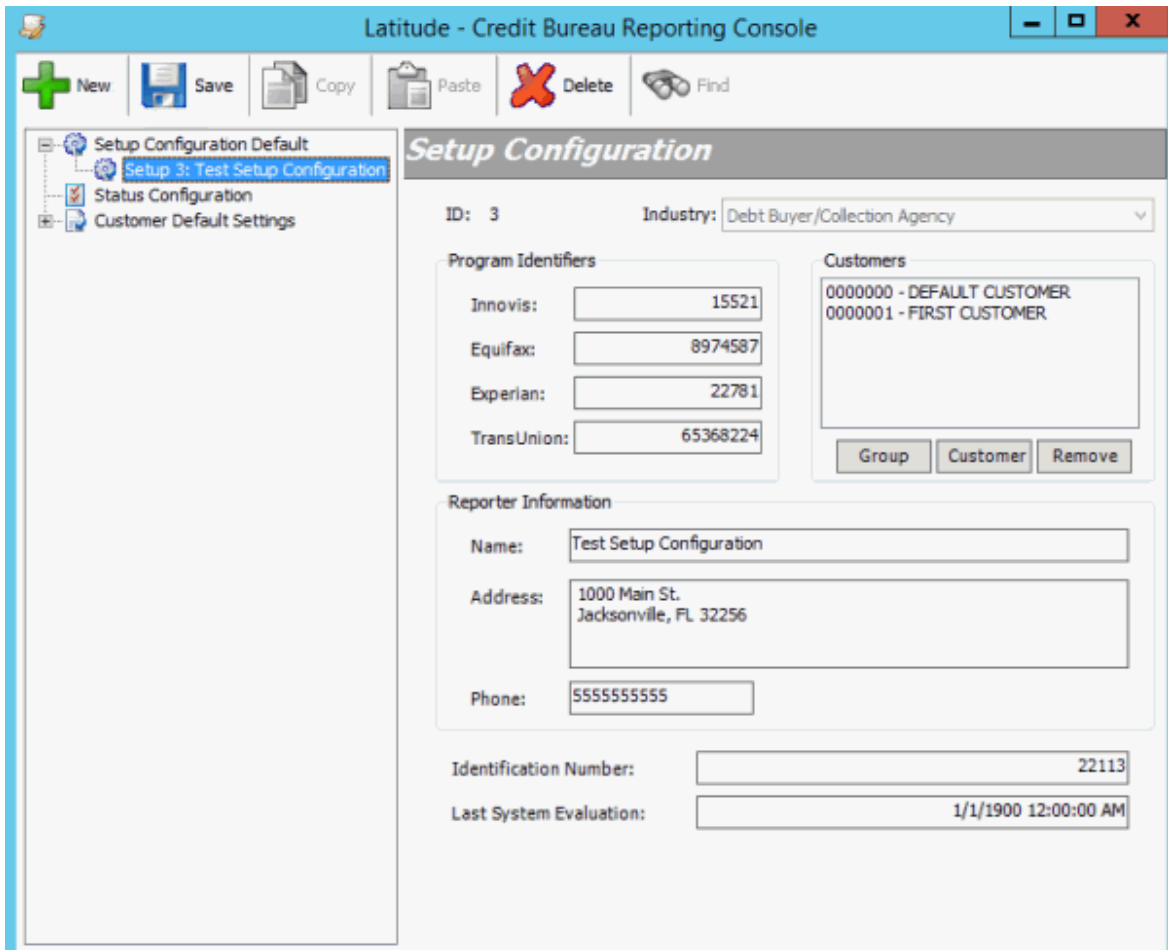 Latitude - Credit Bureau Reporting Console
New Save Copy Paste Delete Find
Setup Configuration Default
Setup 3: Test Setup Configuration
Status Configuration
Customer Default Settings
Setup Configuration
ID: 3 Industry: Debt Buyer/Collection Agency
Program Identifiers
Innovis: 15521
Equifax: 8974587
Experian: 22781
TransUnion: 65368224
Customers
0000000 - DEFAULT CUSTOMER
0000001 - FIRST CUSTOMER
Group Customer Remove
Reporter Information
Name: Test Setup Configuration
Address: 1000 Main St.
Jacksonville, FL 32256
Phone: 5555555555
Identification Number: 22113
Last System Evaluation: 1/1/1900 12:00:00 AM